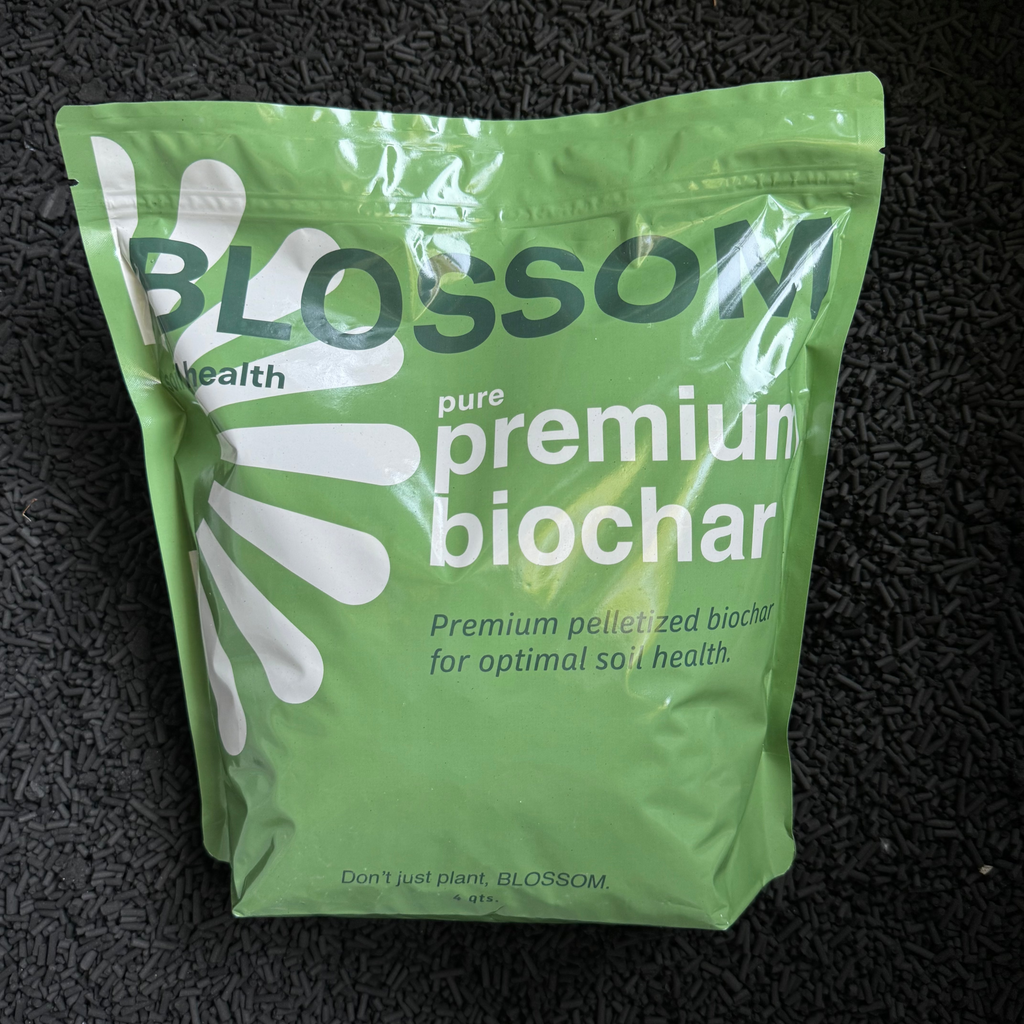 BLOSSOM
health
pure
premium
biochar
Premium pelletized biochar
for optimal soil health.
Don't just plant, BLOSSOM.
4 qts.